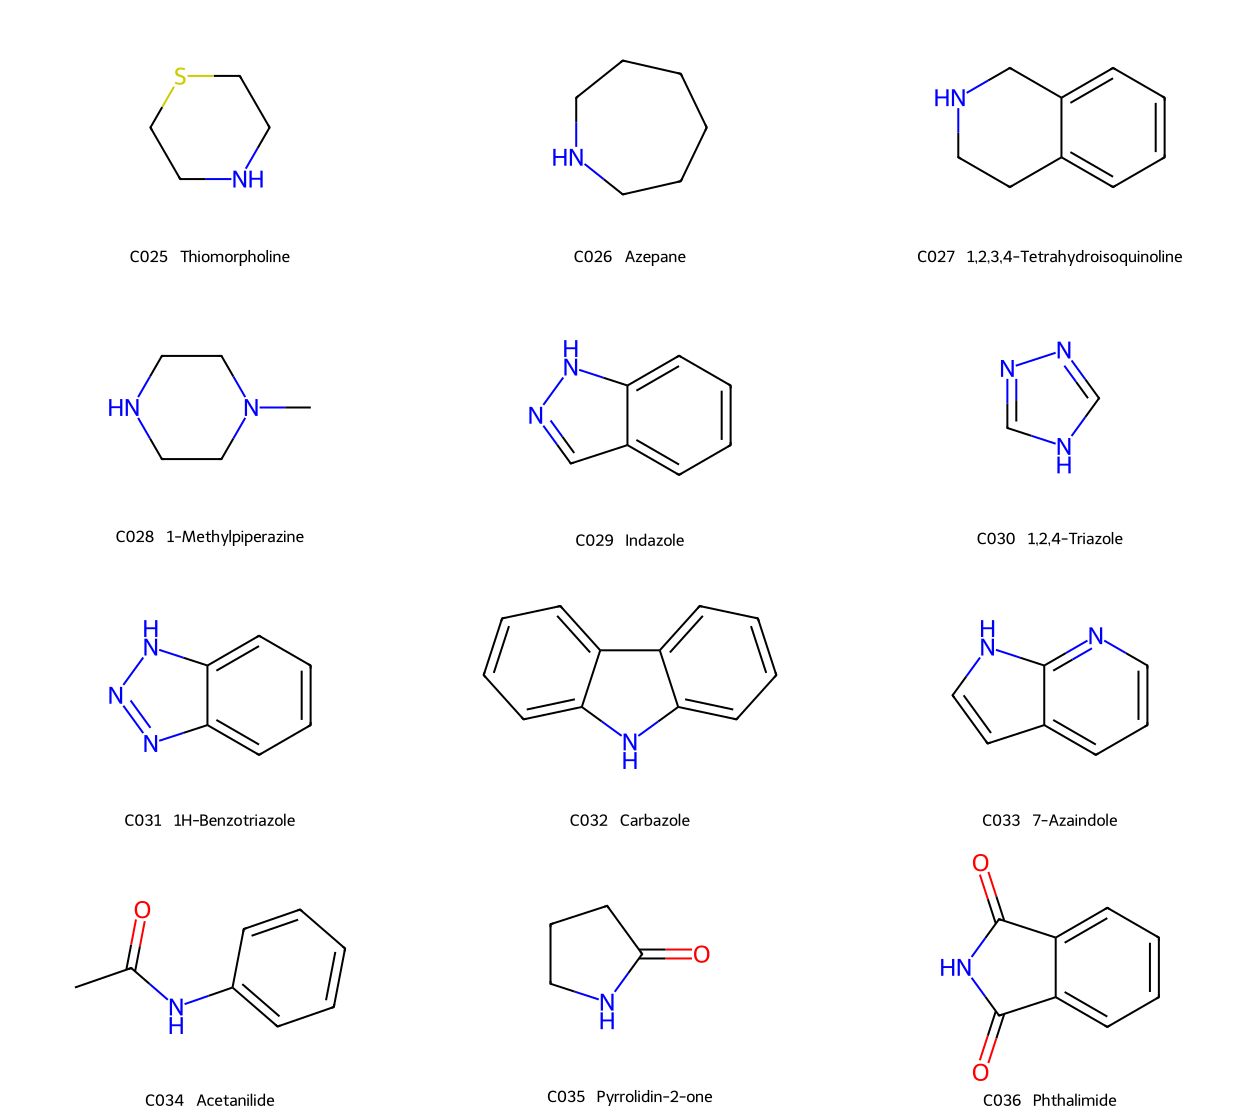 S
NH
C025 Thiomorpholine
HN
C026 Azepane
HN
C027 1,2,3,4-Tetrahydroisoquinoline
HN
N
C028 1-Methylpiperazine
H
N
N
C029 Indazole
N
N
N
H
C030 1,2,4-Triazole
H
N
N
N
C031 1H-Benzotriazole
N
H
C032 Carbazole
H
N
N
C033 7-Azaindole
O
N
H
C034 Acetanilide
O
N
H
C035 Pyrrolidin-2-one
O
HN
O
C036 Phthalimide